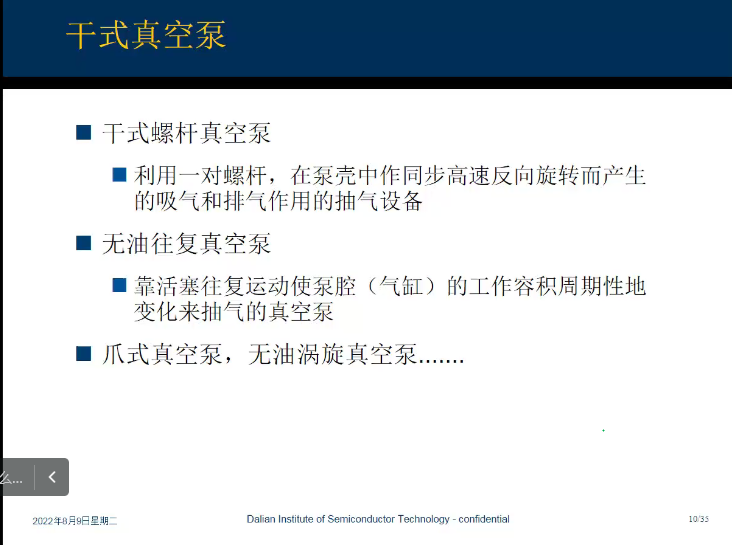 干式真空泵
干式螺杆真空泵
利用一对螺杆，在泵壳中作同步高速反向旋转而产生
的吸气和排气作用的抽气设备
无油往复真空泵
靠活塞往复运动使泵腔（气缸）的工作容积周期性地
变化来抽气的真空泵
爪式真空泵，无油涡旋真空泵.......
么...
2022年8月9日星期二
Dalian Institute of Semiconductor Technology - confidential
10/35